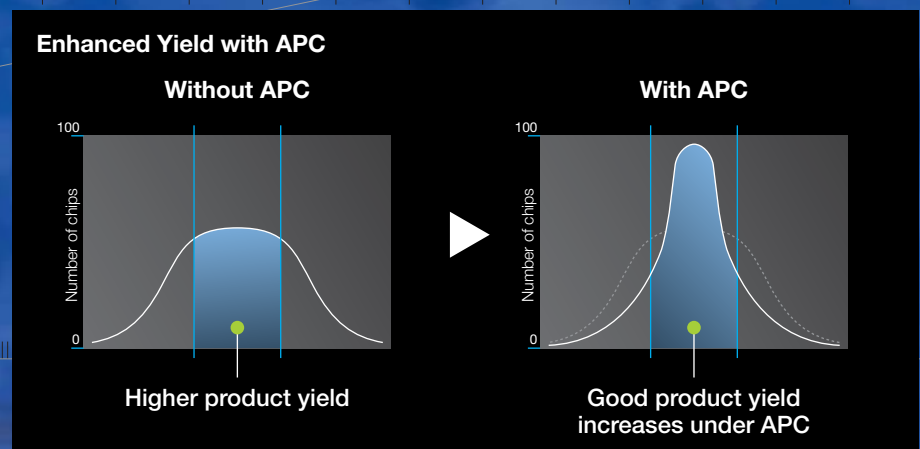 Enhanced Yield with APC
Without APC
100
Number of chips
0
Higher product yield
With APC
100
Number of chips
0
Good product yield
increases under APC